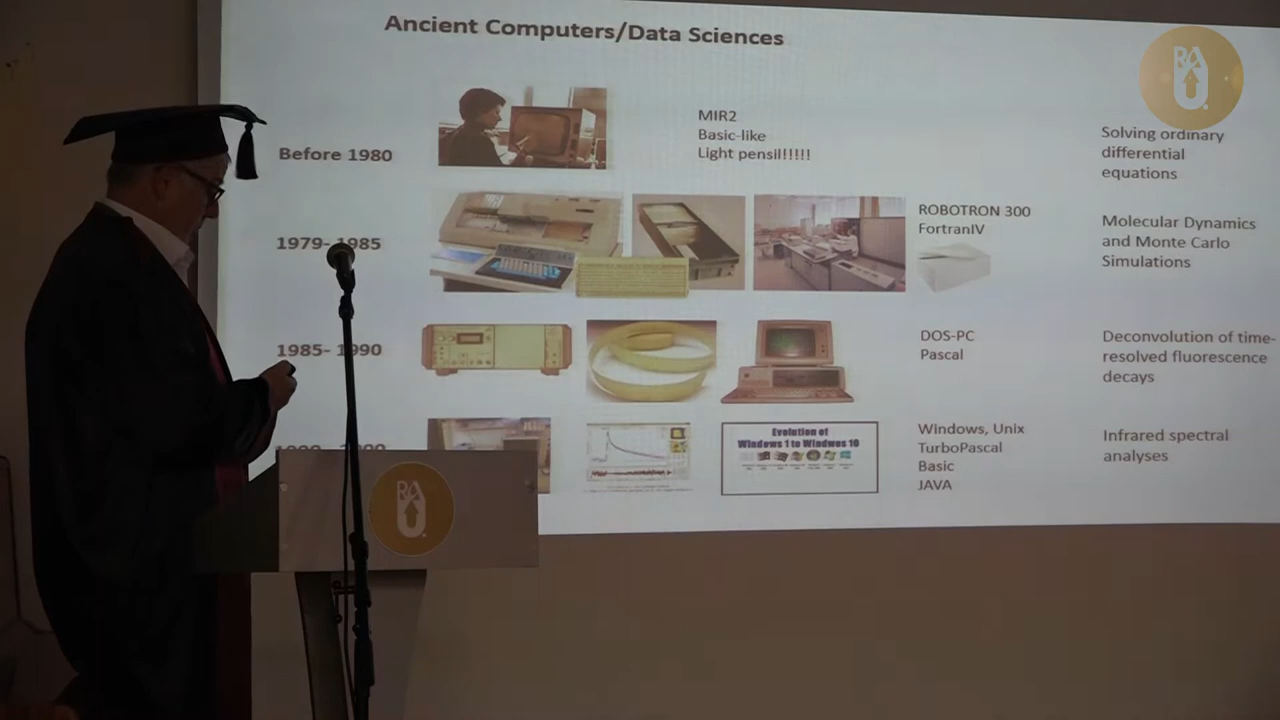 Ancient Computers/Data Sciences
RA
Before 1980
MIR2
Basic-like
Light pensil!!!!!
Solving ordinary
differential
equations
1979- 1985
ROBOTRON 300
FortranIV
Molecular Dynamics
and Monte Carlo
Simulations
1985- 1990
DOS-PC
Pascal
Deconvolution of time-
resolved fluorescence
decays
Evolution of
Windows 1 to Windwos 10
Windows, Unix
TurboPascal
Basic
JAVA
Infrared spectral
analyses
RA